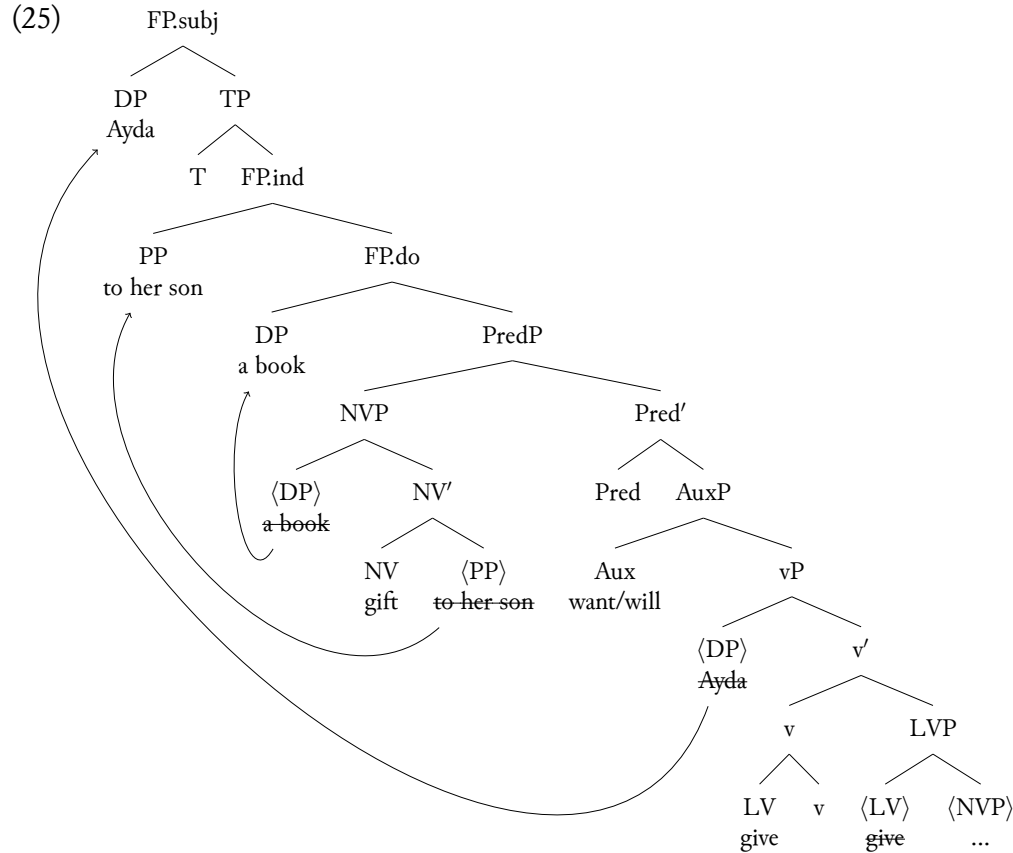 (25) FP.subj
DP TP
Ayda
T FP.ind
PP FP.do
to her son
DP PredP
a book
NVP Pred′
⟨DP⟩ NV′ Pred AuxP
a book
NV ⟨PP⟩ Aux vP
gift to her son want/will
⟨DP⟩ v′
Ayda
v LVP
LV v ⟨LV⟩ ⟨NVP⟩
give give ...